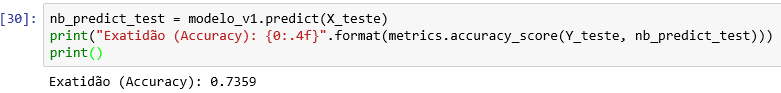 [30]: nb_predict_test = modelo_v1.predict(X_teste)
print("Exatidão (Accuracy): {0:.4f}".format(metrics.accuracy_score(Y_teste, nb_predict_test)))
print()
Exatidão (Accuracy): 0.7359